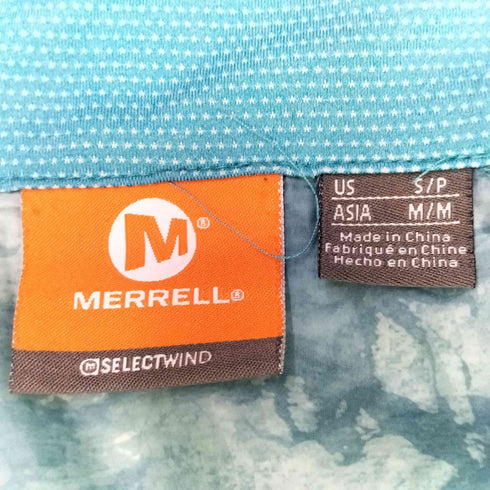 M®
MERRELL®
m SELECTWIND
US S/P
ASIA M/M
Made in China
Fabriqué en Chine
Hecho en China